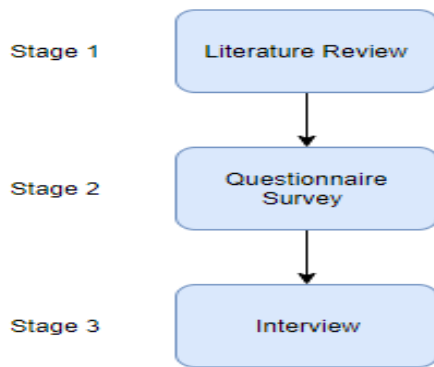 Stage 1
Literature Review
Stage 2
Questionnaire
Survey
Stage 3
Interview